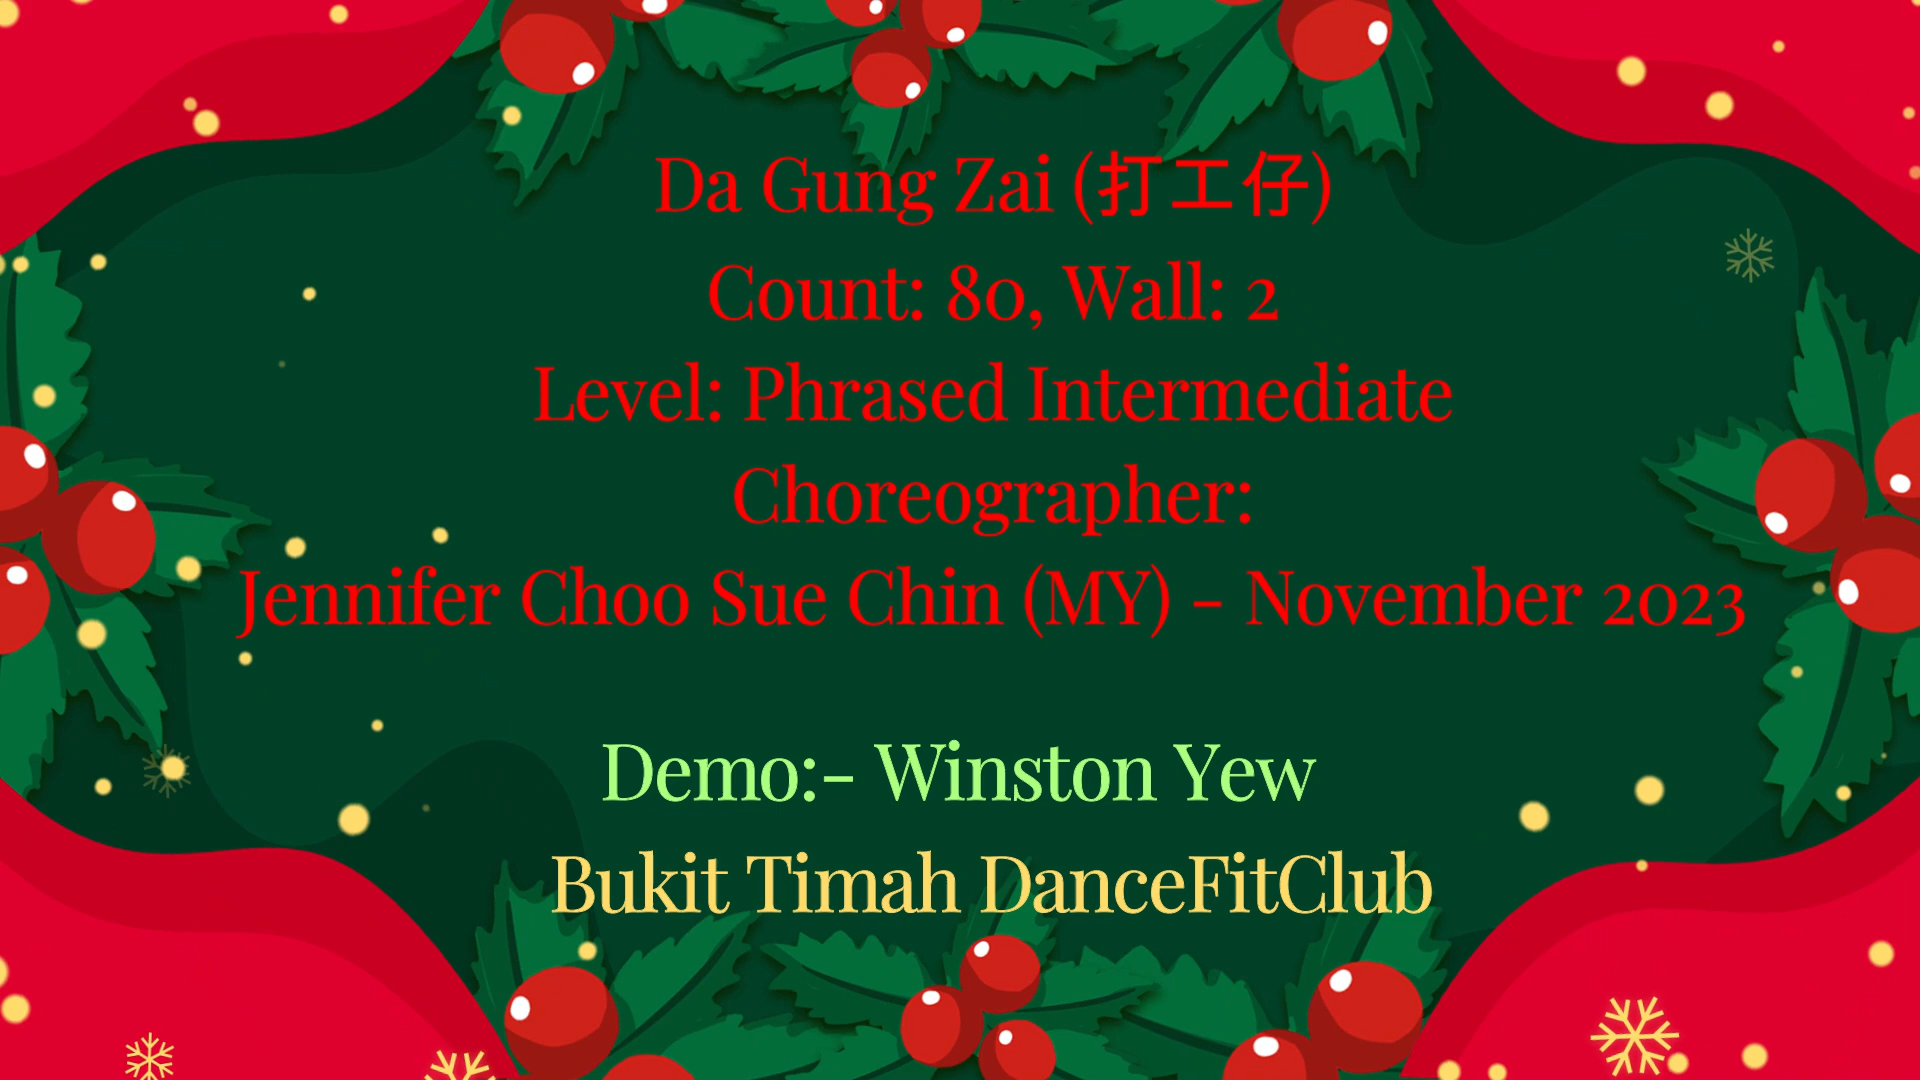 Da Gung Zai (打工仔)
Count: 80, Wall: 2
Level: Phrased Intermediate
Choreographer:
Jennifer Choo Sue Chin (MY) - November 2023
Demo:- Winston Yew
Bukit Timah DanceFitClub